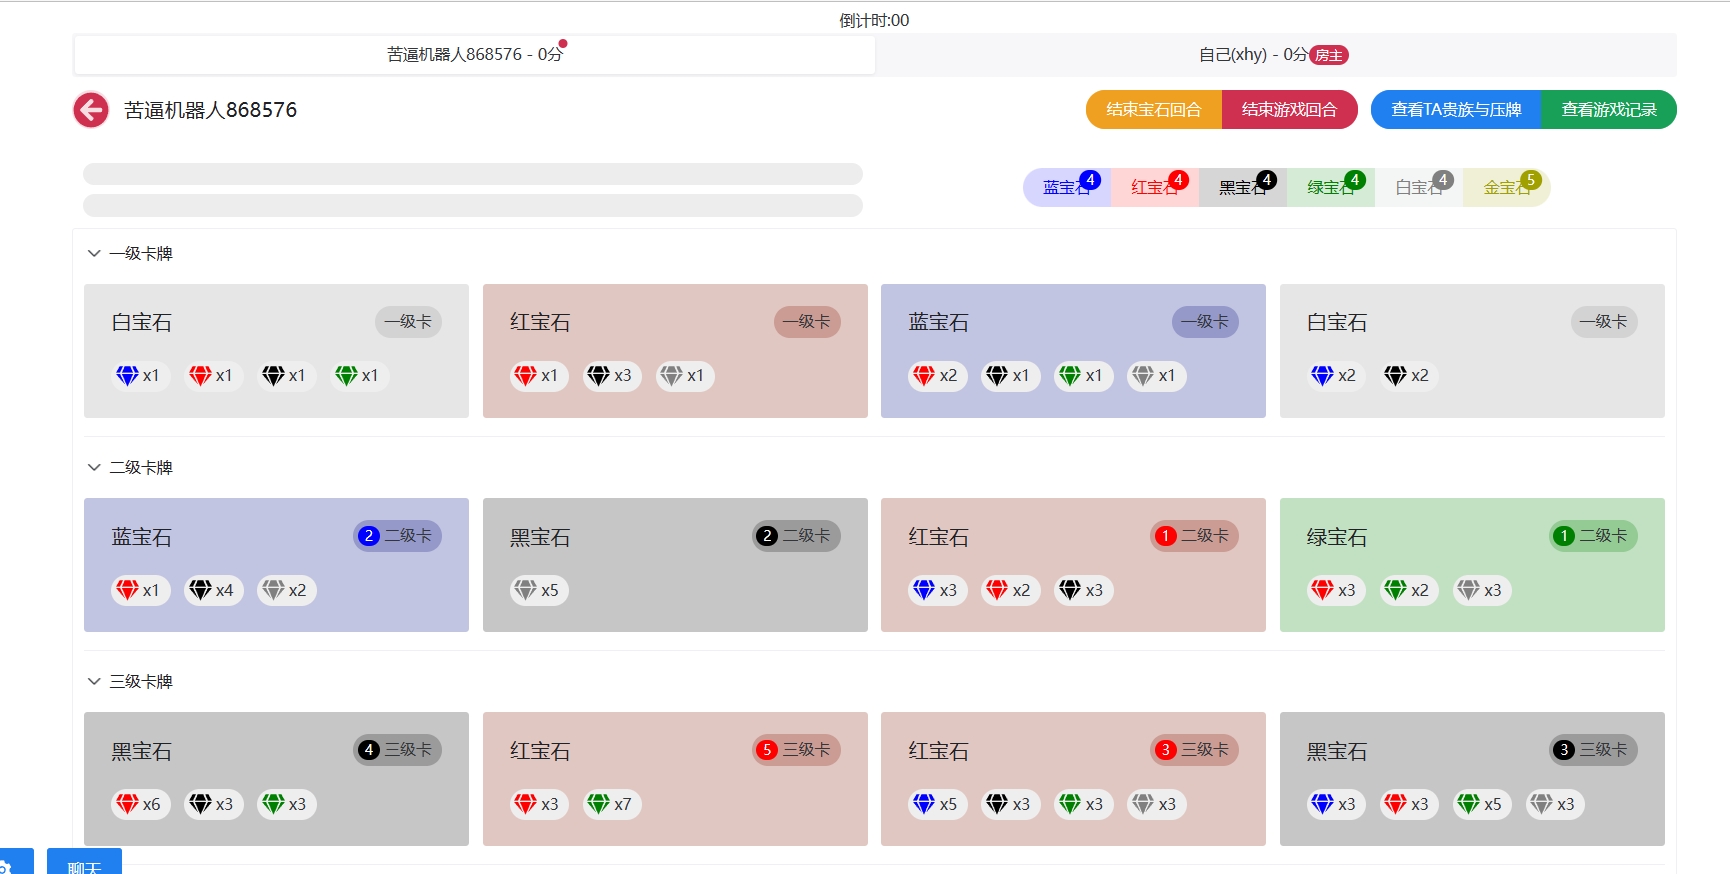 倒计时:00
苦逼机器人868576 - 0分
自己(xhy) - 0分 房主
苦逼机器人868576
结束宝石回合 结束游戏回合 查看TA贵族与压牌 查看游戏记录
蓝宝石 4 红宝石 4 黑宝石 4 绿宝石 4 白宝石 4 金宝石 5
一级卡牌
白宝石 一级卡
x1 x1 x1 x1
红宝石 一级卡
x1 x3 x1
蓝宝石 一级卡
x2 x1 x1 x1
白宝石 一级卡
x2 x2
二级卡牌
蓝宝石 2 二级卡
x1 x4 x2
黑宝石 2 二级卡
x5
红宝石 1 二级卡
x3 x2 x3
绿宝石 1 二级卡
x3 x2 x3
三级卡牌
黑宝石 4 三级卡
x6 x3 x3
红宝石 5 三级卡
x3 x7
红宝石 3 三级卡
x5 x3 x3 x3
黑宝石 3 三级卡
x3 x3 x5 x3
聊天